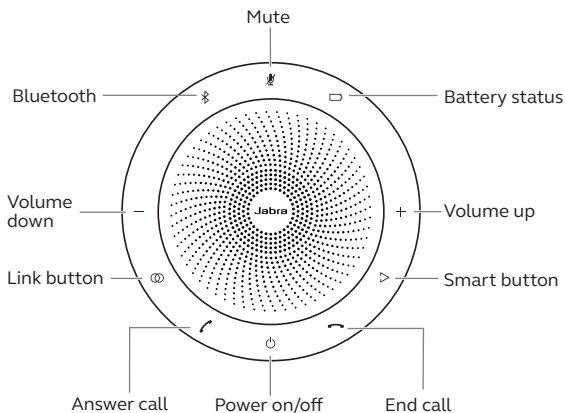 Mute
Bluetooth
Battery status
Volume
down
Jabra
Volume up
Link button
Smart button
Answer call
Power on/off
End call